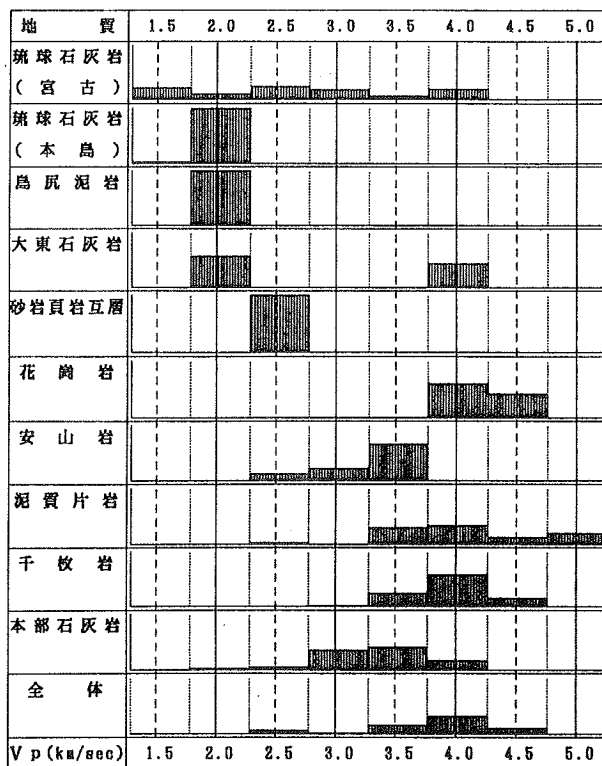 地質 1.5 2.0 2.5 3.0 3.5 4.0 4.5 5.0
琉球石灰岩
(宮古)
琉球石灰岩
(本島)
島尻泥岩
大東石灰岩
砂岩頁岩互層
花崗岩
安山岩
泥質片岩
千枚岩
本部石灰岩
全体
Vp(km/sec) 1.5 2.0 2.5 3.0 3.5 4.0 4.5 5.0